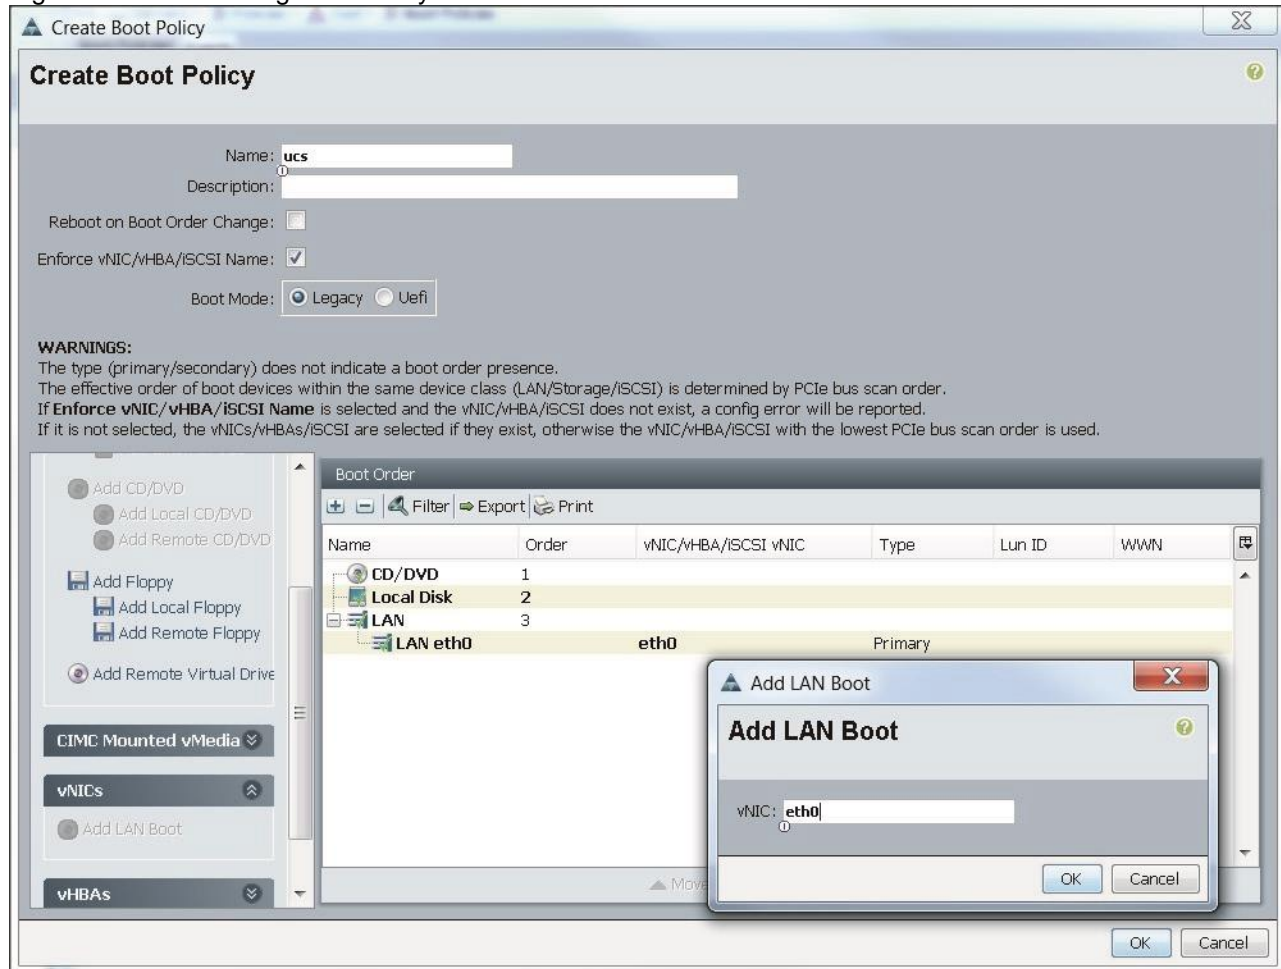 Create Boot Policy
Create Boot Policy
Name: ucs
Description:
Reboot on Boot Order Change:
Enforce vNIC/vHBA/iSCSI Name:
Boot Mode: Legacy Uefi
WARNINGS:
The type (primary/secondary) does not indicate a boot order presence.
The effective order of boot devices within the same device class (LAN/Storage/iSCSI) is determined by PCIe bus scan order.
If Enforce vNIC/vHBA/iSCSI Name is selected and the vNIC/vHBA/iSCSI does not exist, a config error will be reported.
If it is not selected, the vNICs/vHBAs/iSCSI are selected if they exist, otherwise the vNIC/vHBA/iSCSI with the lowest PCIe bus scan order is used.
Add CD/DVD
Add Local CD/DVD
Add Remote CD/DVD
Add Floppy
Add Local Floppy
Add Remote Floppy
Add Remote Virtual Drive
CIMC Mounted vMedia
vNICs
Add LAN Boot
vHBAs
Boot Order
Filter Export Print
Name Order vNIC/vHBA/iSCSI vNIC Type Lun ID WWN
CD/DVD 1
Local Disk 2
LAN 3
LAN eth0 eth0 Primary
Move
Add LAN Boot
Add LAN Boot
vNIC: eth0
OK Cancel
OK Cancel